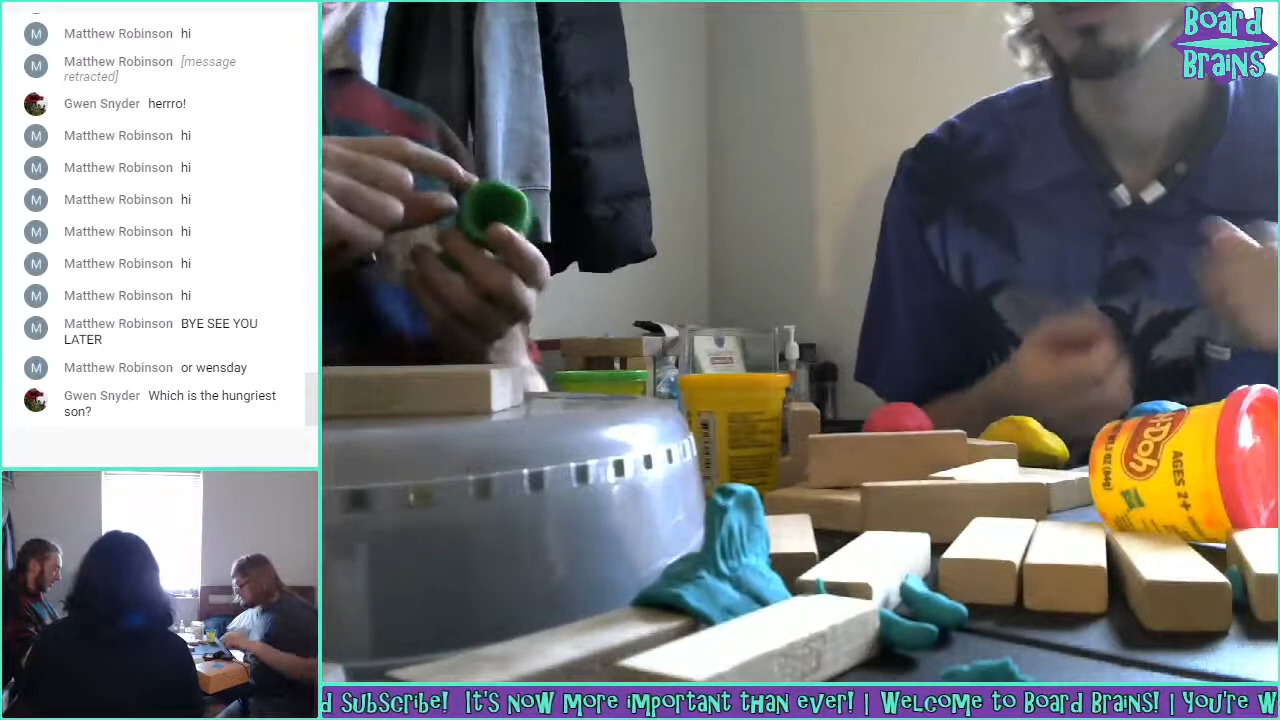 Matthew Robinson hi
Matthew Robinson [message
retracted]
Gwen Snyder herrro!
Matthew Robinson hi
Matthew Robinson hi
Matthew Robinson hi
Matthew Robinson hi
Matthew Robinson hi
Matthew Robinson hi
Matthew Robinson BYE SEE YOU
LATER
Matthew Robinson or wensday
Gwen Snyder Which is the hungriest
son?
Board
Brains
-Doh
AGES 2+
d Subscribe! It's now more important than ever! | Welcome to Board Brains! | You're W